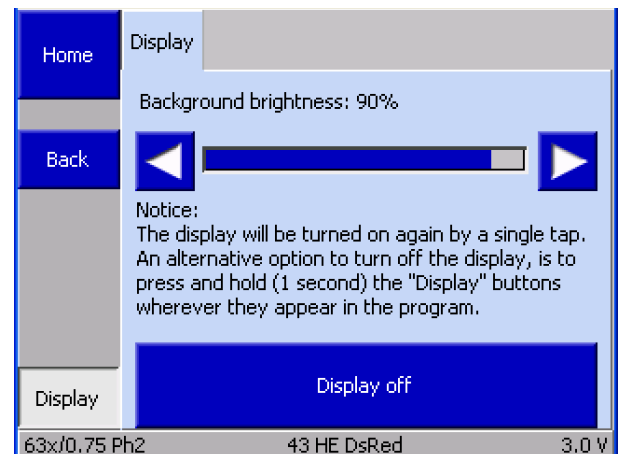 Home
Display
Background brightness: 90%
Back
Notice:
The display will be turned on again by a single tap.
An alternative option to turn off the display, is to
press and hold (1 second) the "Display" buttons
wherever they appear in the program.
Display off
Display
63x/0.75 Ph2 43 HE DsRed 3.0 V